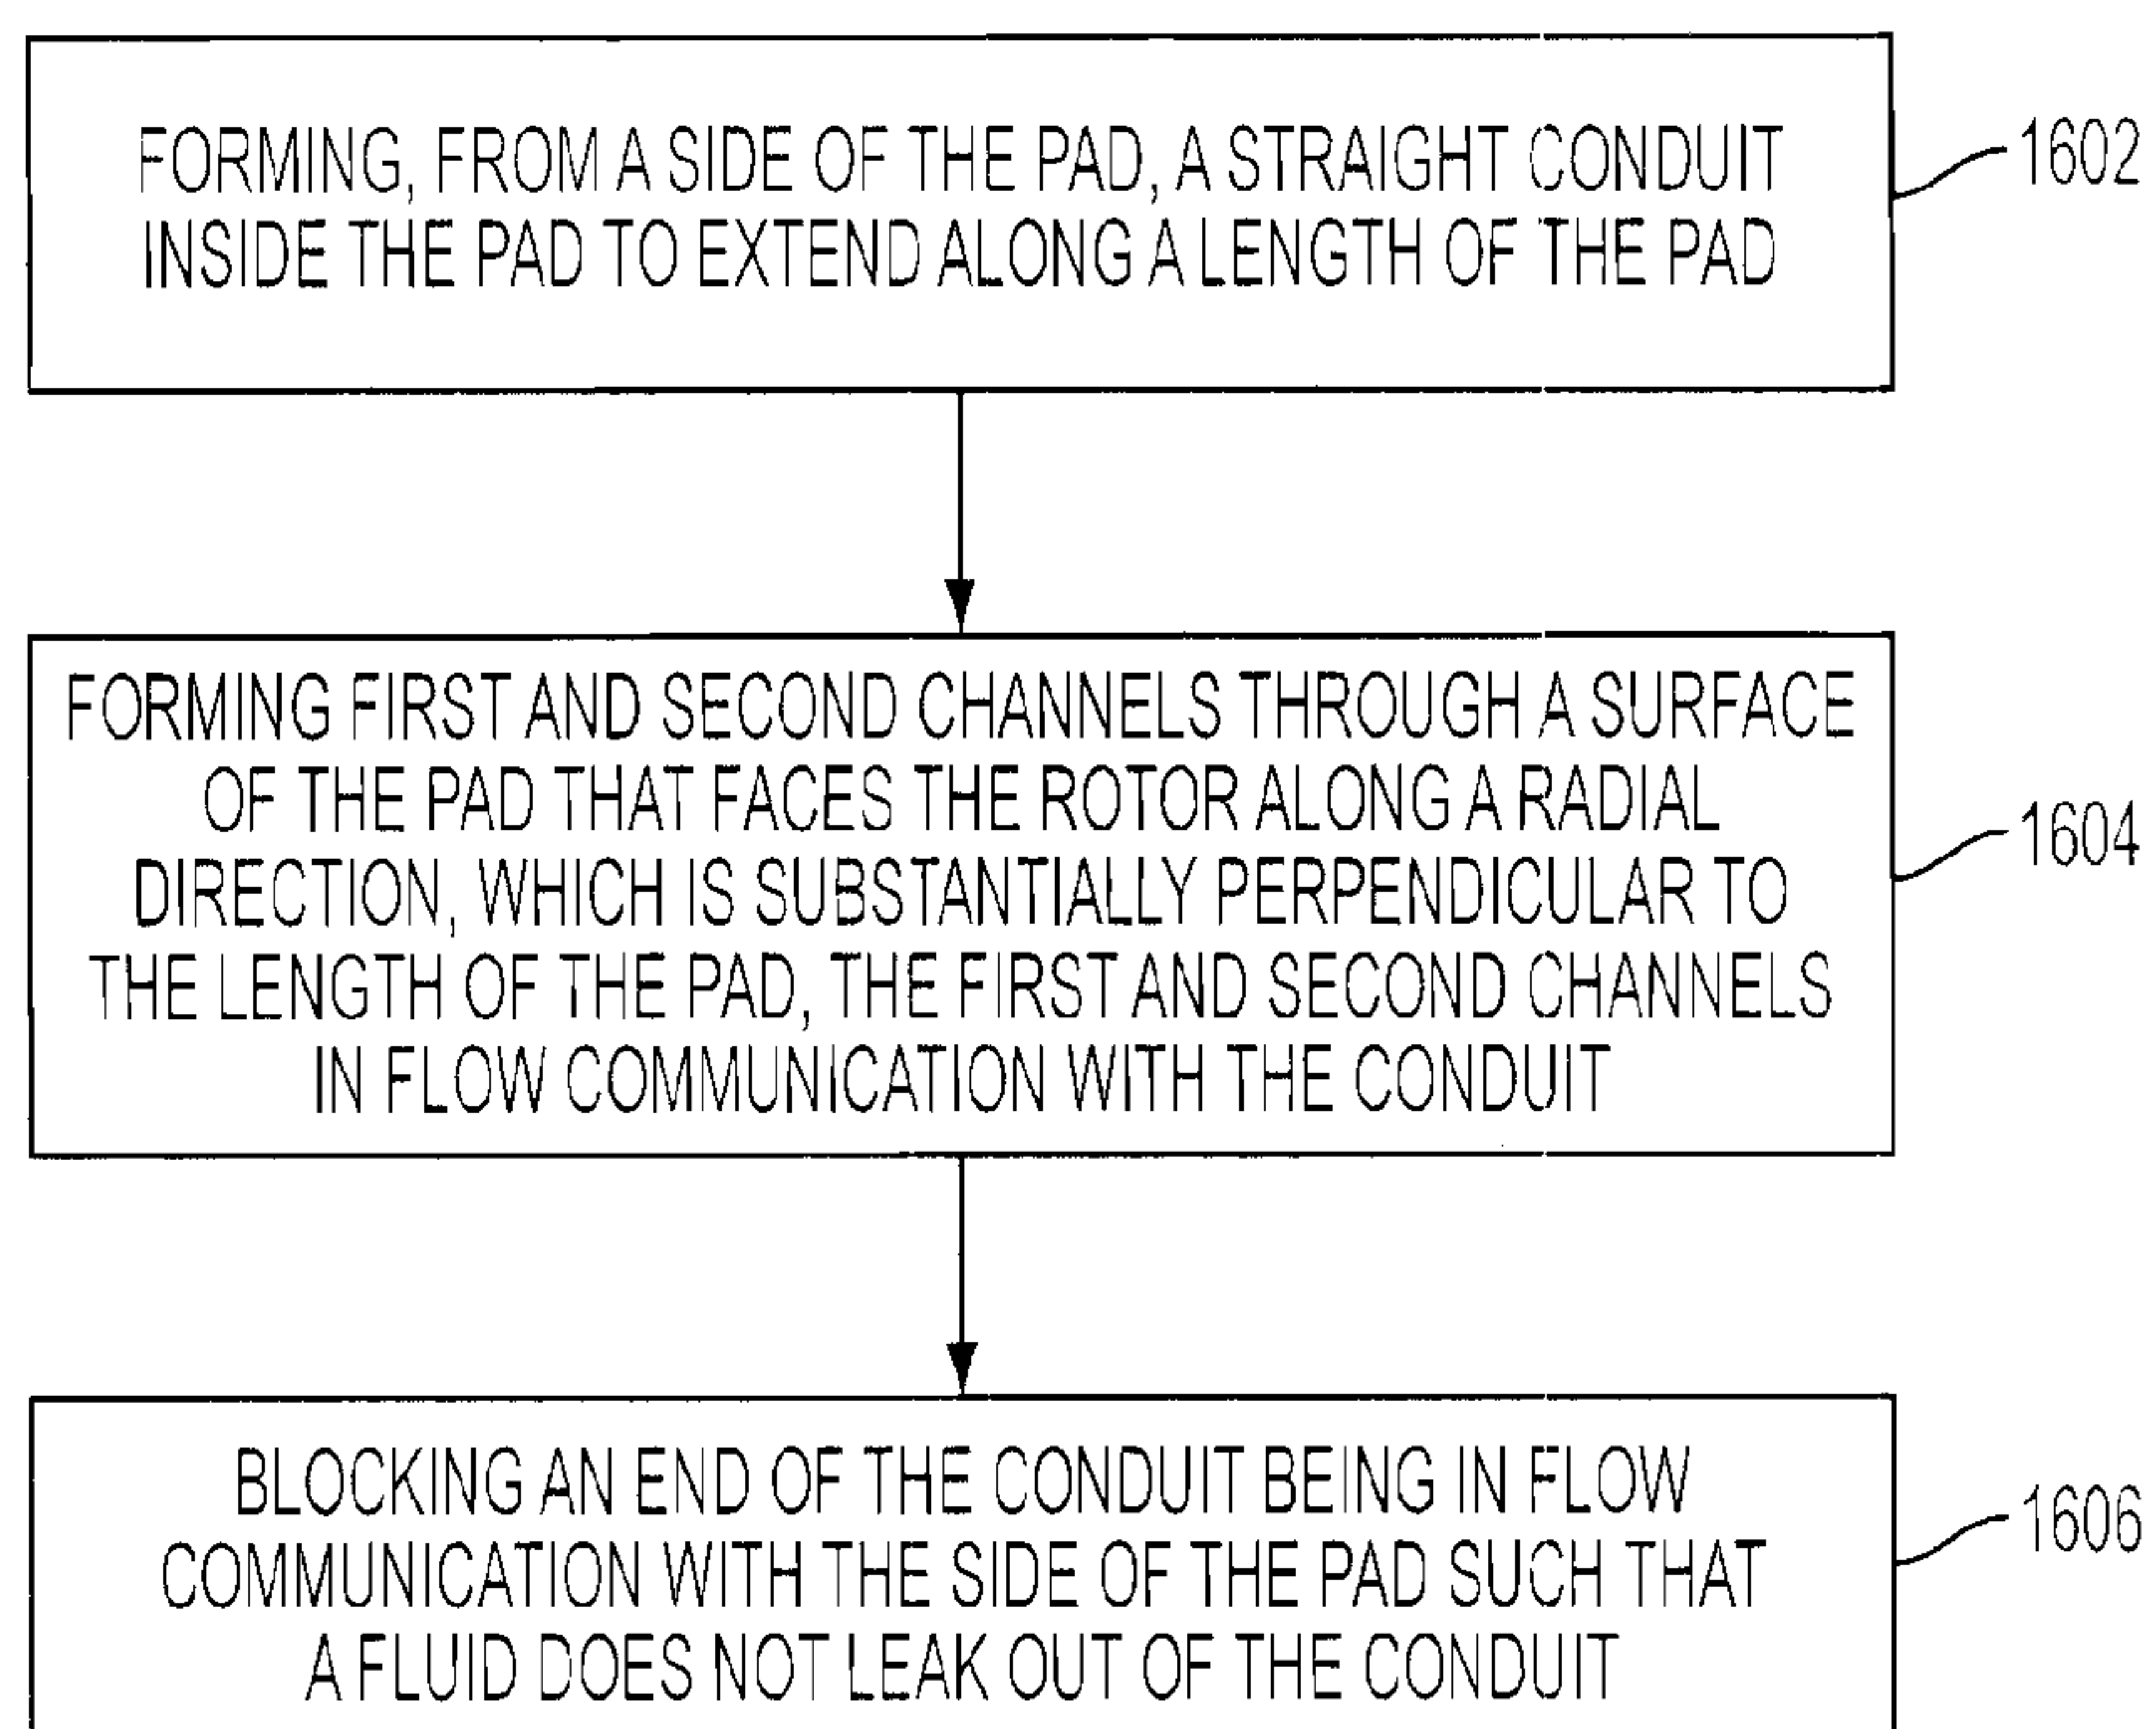 FORMING, FROM A SIDE OF THE PAD, A STRAIGHT CONDUIT
INSIDE THE PAD TO EXTEND ALONG A LENGTH OF THE PAD
1602
FORMING FIRST AND SECOND CHANNELS THROUGH A SURFACE
OF THE PAD THAT FACES THE ROTOR ALONG A RADIAL
DIRECTION, WHICH IS SUBSTANTIALLY PERPENDICULAR TO
THE LENGTH OF THE PAD, THE FIRST AND SECOND CHANNELS
IN FLOW COMMUNICATION WITH THE CONDUIT
1604
BLOCKING AN END OF THE CONDUIT BEING IN FLOW
COMMUNICATION WITH THE SIDE OF THE PAD SUCH THAT
A FLUID DOES NOT LEAK OUT OF THE CONDUIT
1606